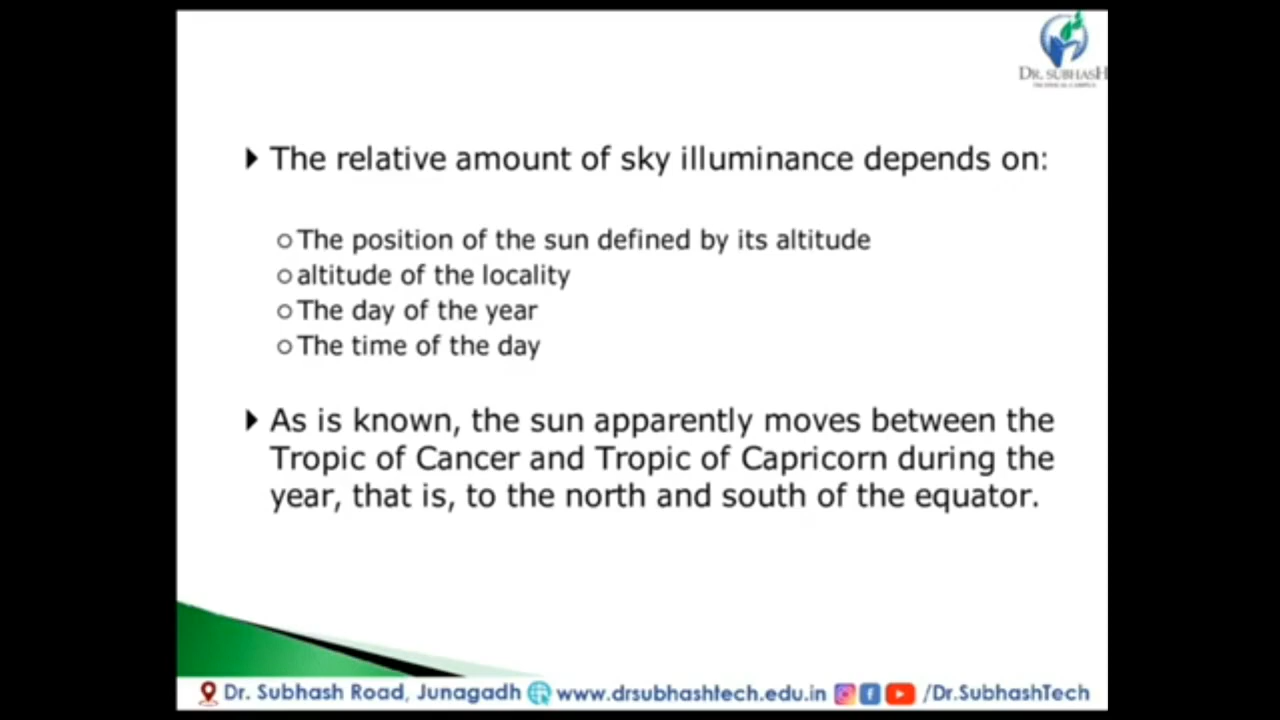 DR. SUBHASH
The relative amount of sky illuminance depends on:
The position of the sun defined by its altitude
altitude of the locality
The day of the year
The time of the day
As is known, the sun apparently moves between the
Tropic of Cancer and Tropic of Capricorn during the
year, that is, to the north and south of the equator.
Dr. Subhash Road, Junagadh www.drsubhashtech.edu.in /Dr.SubhashTech